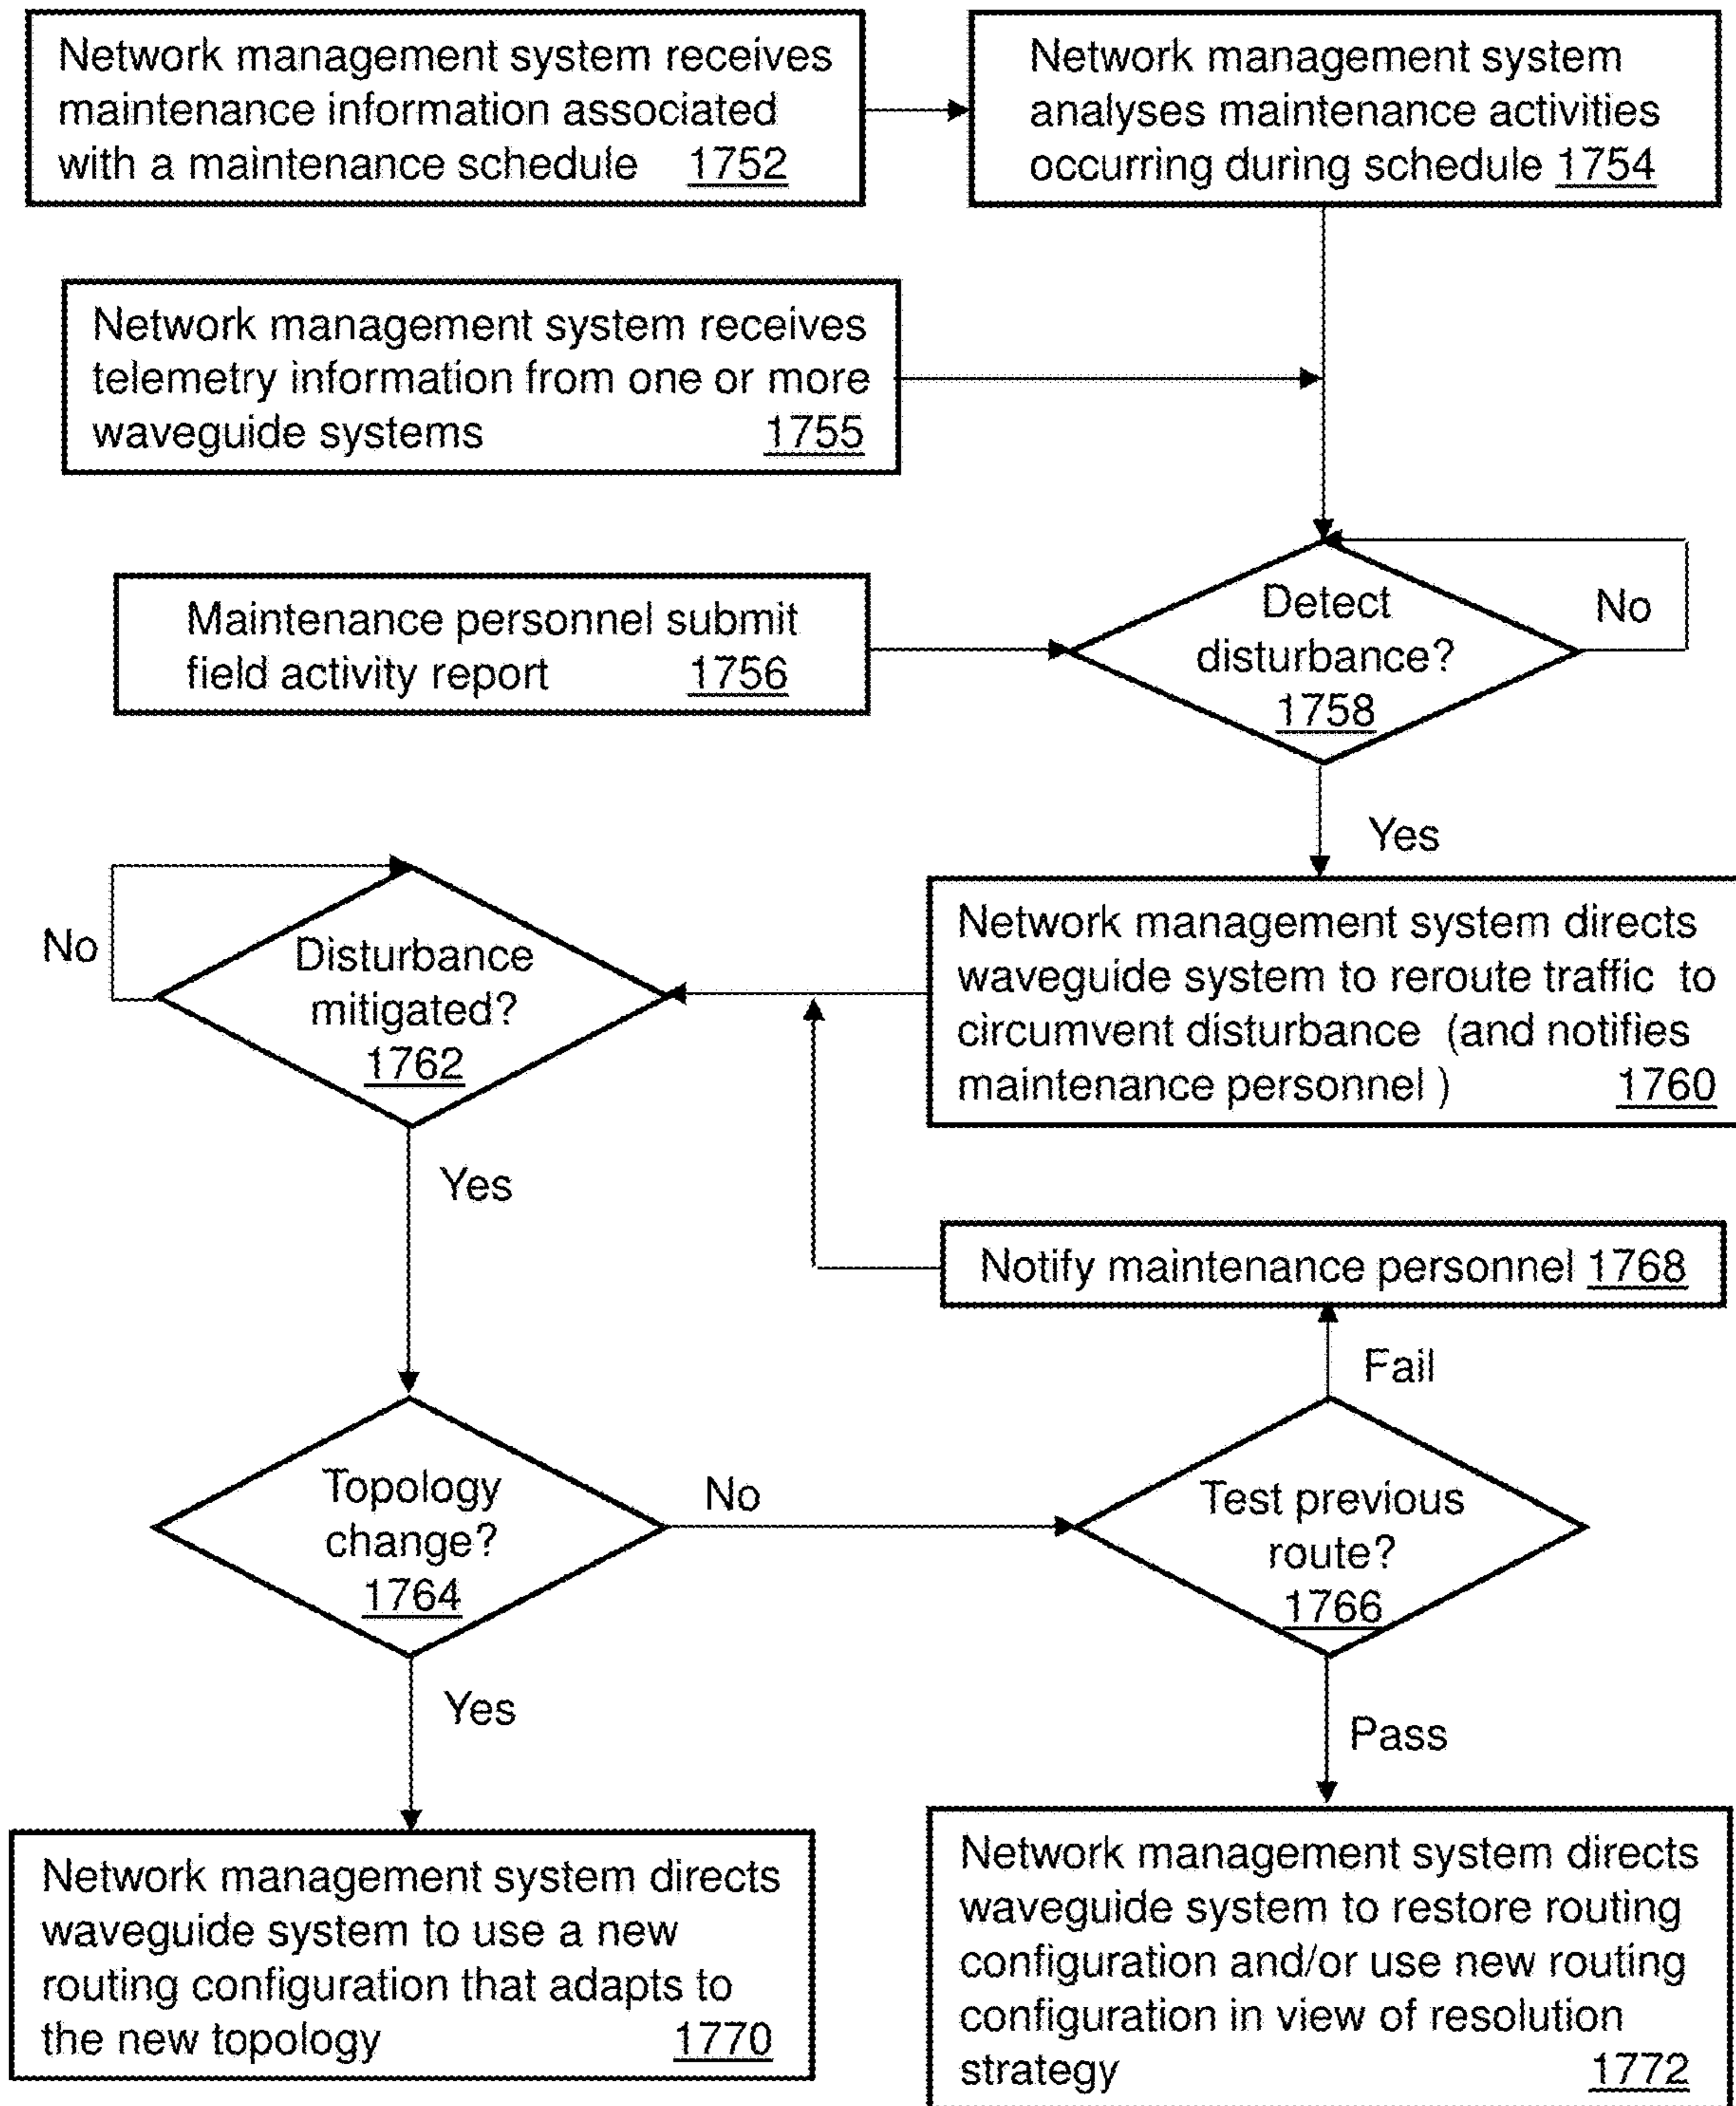 Network management system receives
maintenance information associated
with a maintenance schedule 1752
Network management system
analyses maintenance activities
occurring during schedule 1754
Network management system receives
telemetry information from one or more
waveguide systems 1755
Maintenance personnel submit
field activity report 1756
Detect
disturbance?
1758
No
Yes
Network management system directs
waveguide system to reroute traffic to
circumvent disturbance (and notifies
maintenance personnel ) 1760
No
Disturbance
mitigated?
1762
Yes
Notify maintenance personnel 1768
Fail
Topology
change?
1764
No
Test previous
route?
1766
Yes
Pass
Network management system directs
waveguide system to use a new
routing configuration that adapts to
the new topology 1770
Network management system directs
waveguide system to restore routing
configuration and/or use new routing
configuration in view of resolution
strategy 1772